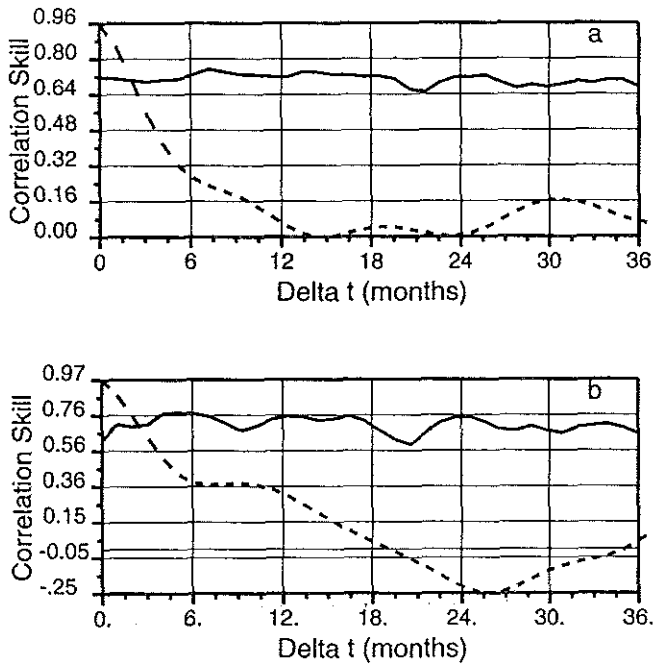 a
Correlation Skill
0.96
0.80
0.64
0.48
0.32
0.16
0.00
0 6 12. 18 24 30 36
Delta t (months)
b
Correlation Skill
0.97
0.76
0.56
0.36
0.15
-0.05
-.25
0. 6. 12. 18. 24. 30. 36.
Delta t (months)